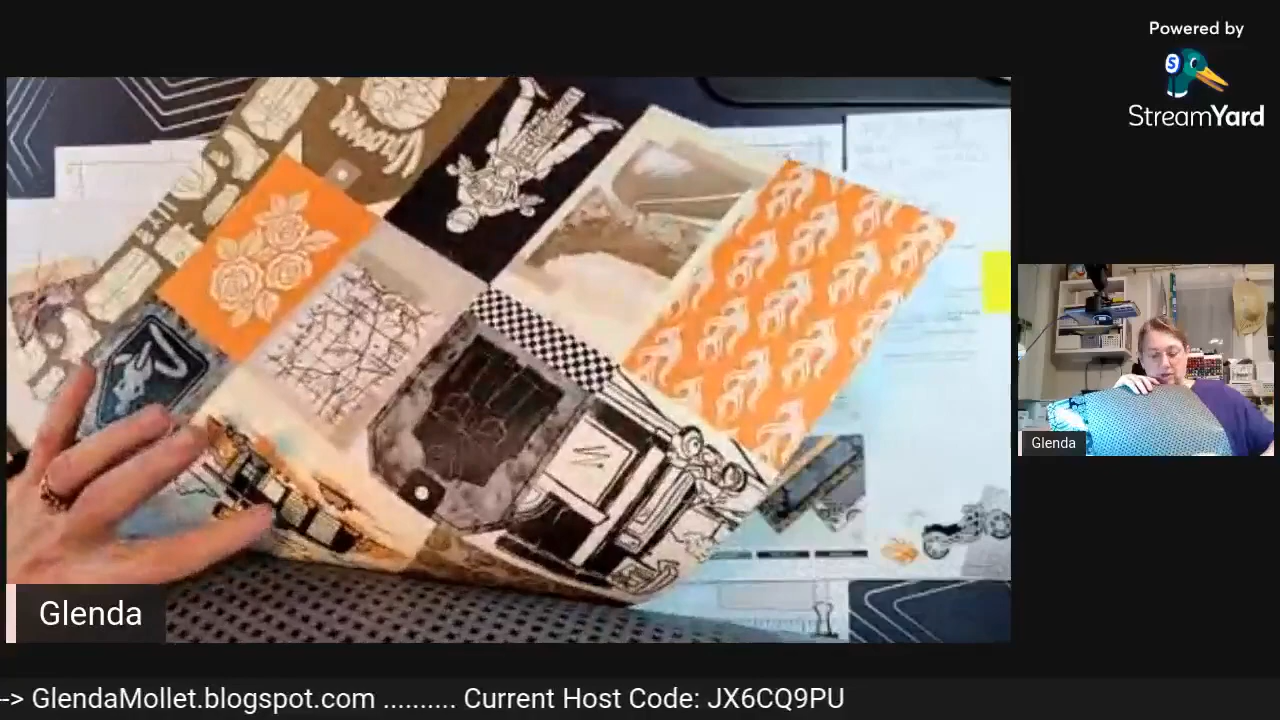 Powered by
S
StreamYard
Glenda
Glenda
--> GlendaMollet.blogspot.com .......... Current Host Code: JX6CQ9PU